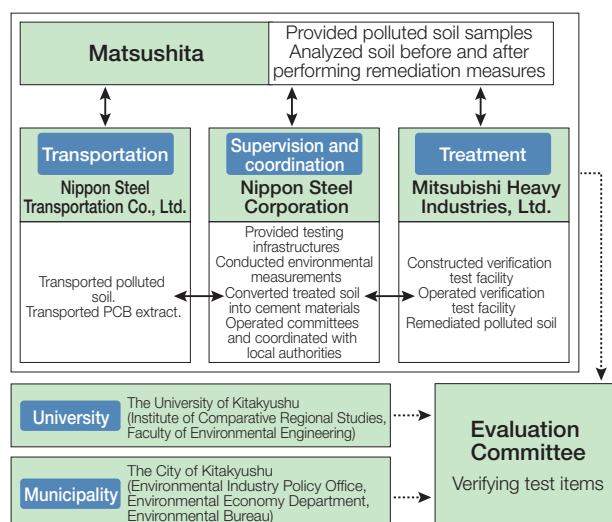 Matsushita
Provided polluted soil samples
Analyzed soil before and after
performing remediation measures
Transportation
Nippon Steel
Transportation Co., Ltd.
Transported polluted
soil.
Transported PCB extract.
Supervision and
coordination
Nippon Steel
Corporation
Provided testing
infrastructures
Conducted environmental
measurements
Converted treated soil
into cement materials
Operated committees
and coordinated with
local authorities
Treatment
Mitsubishi Heavy
Industries, Ltd.
Constructed verification
test facility
Operated verification
test facility
Remediated polluted soil
University
The University of Kitakyushu
(Institute of Comparative Regional Studies,
Faculty of Environmental Engineering)
Municipality
The City of Kitakyushu
(Environmental Industry Policy Office,
Environmental Economy Department,
Environmental Bureau)
Evaluation
Committee
Verifying test items